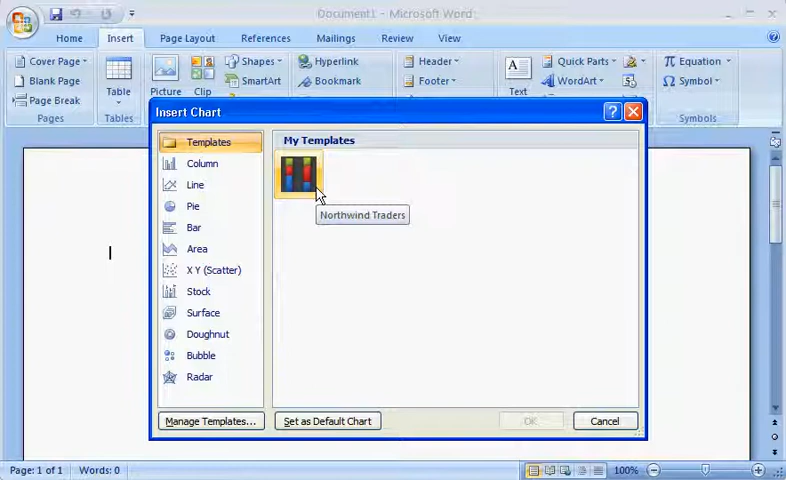 Document1 - Microsoft Word
Home Insert Page Layout References Mailings Review View
Cover Page
Blank Page
Page Break
Pages
Table
Tables
Picture
Clip
Shapes
SmartArt
Hyperlink
Bookmark
Header
Footer
Text
Quick Parts
WordArt
Equation
Symbol
Symbols
Insert Chart
Templates
Column
Line
Pie
Bar
Area
X Y (Scatter)
Stock
Surface
Doughnut
Bubble
Radar
My Templates
Northwind Traders
Manage Templates...
Set as Default Chart
OK
Cancel
Page: 1 of 1 Words: 0
100%